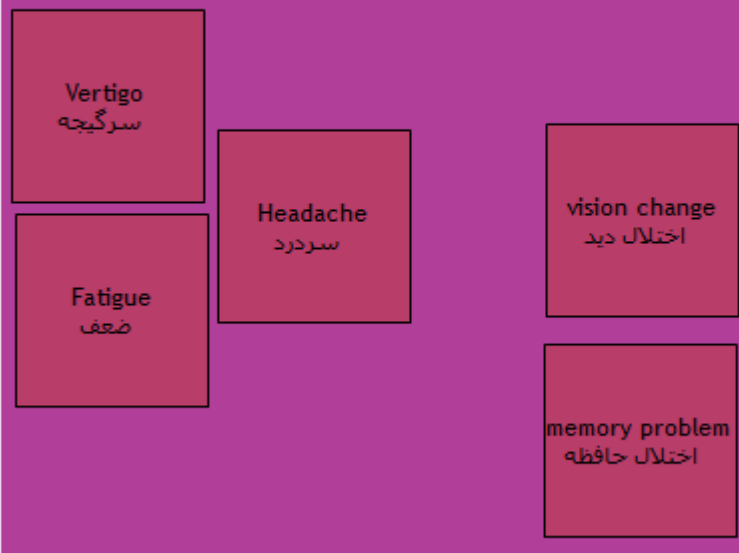 Vertigo
سرگیجه
Headache
سردرد
vision change
اختلال دید
Fatigue
ضعف
memory problem
اختلال حافظه